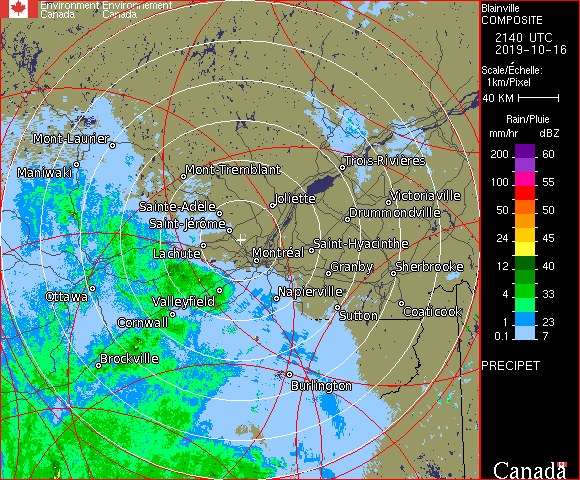 Environment Environnement
Canada Canada
Blainville
COMPOSITE
2140 UTC
2019-10-16
Scale/Échelle:
1km/Pixel
40 KM
Rain/Pluie
mm/hr dBZ
200 60
100 55
50 50
24 45
12 40
4 33
1 23
0.1 7
PRECIPET
Canada
Mont-Laurier
Maniwaki
Mont-Tremblant
Trois-Rivières
Sainte-Adèle
Joliette
Victoriaville
Saint-Jérôme
Drummondville
Lachute
Montréal
Saint-Hyacinthe
Granby
Sherbrooke
Ottawa
Valleyfield
Napierville
Cornwall
Sutton
Coaticook
Brockville
Burlington